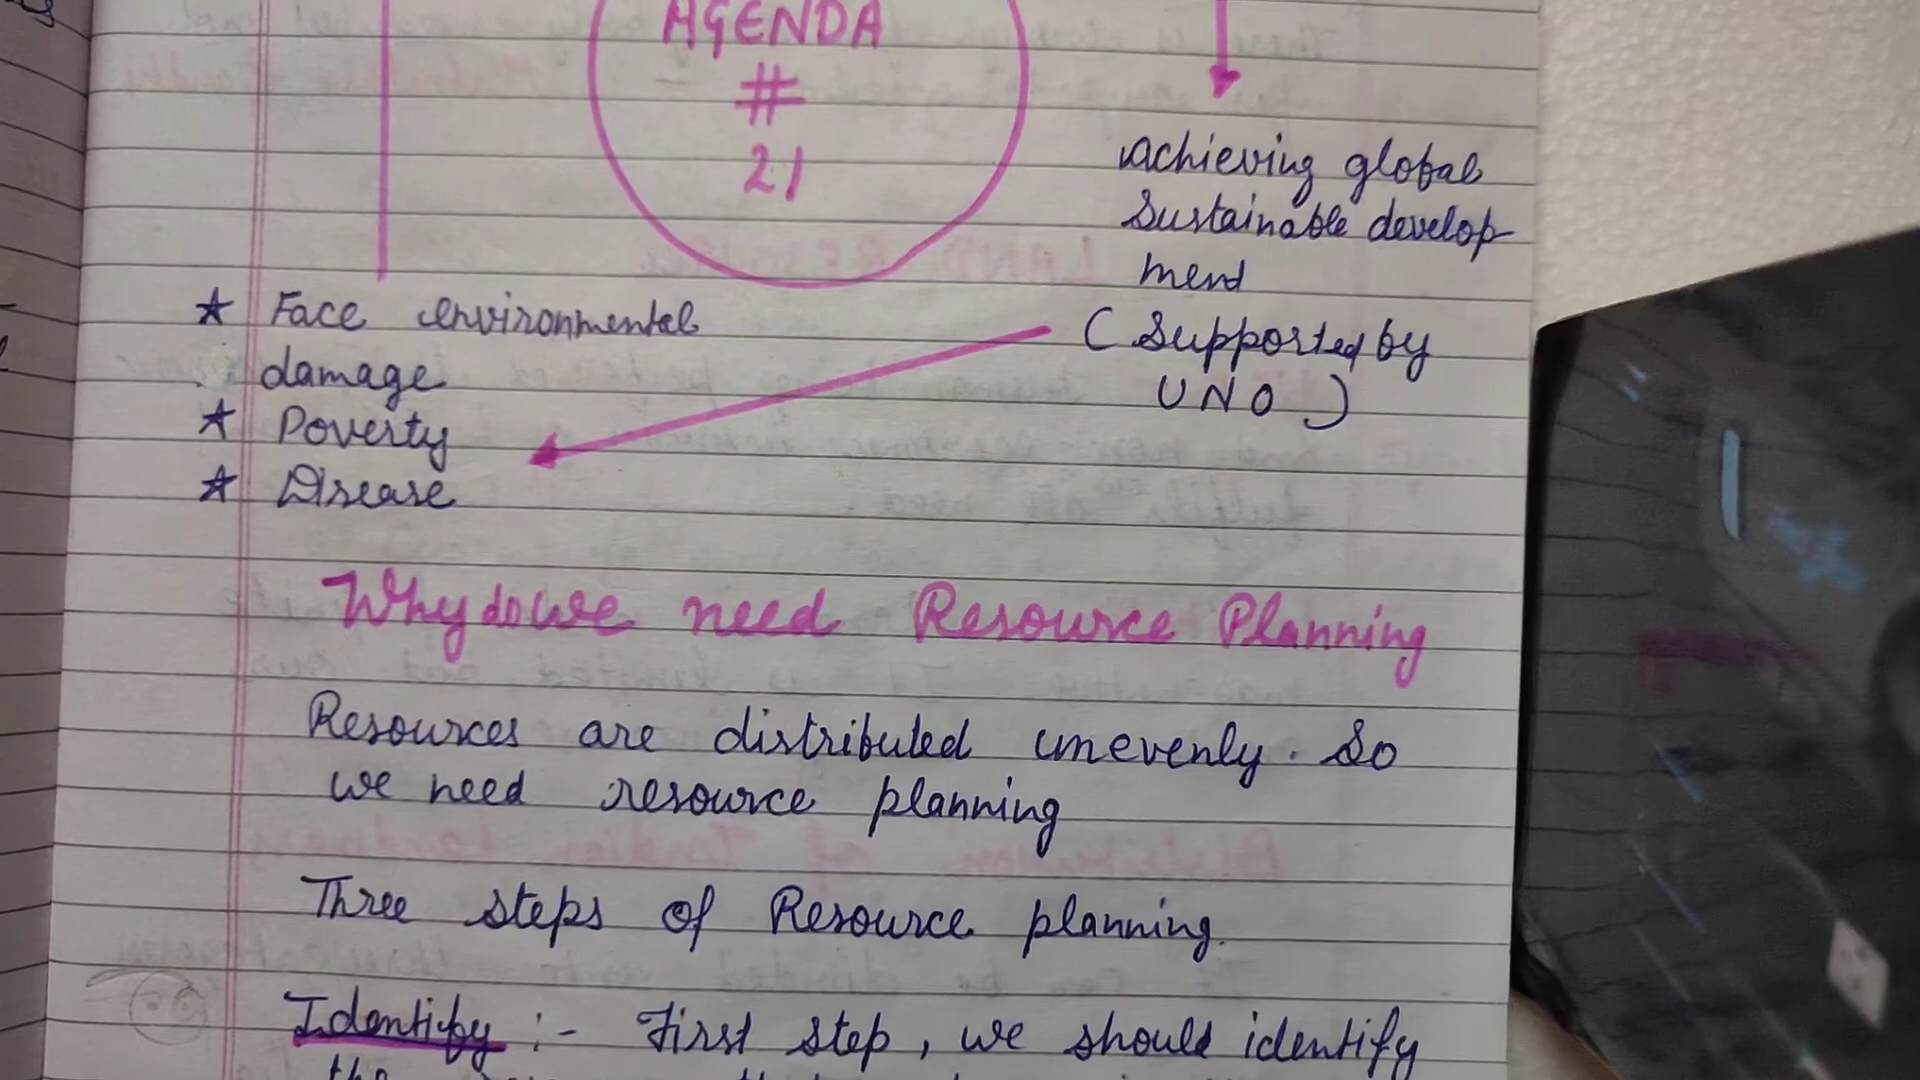 AGENDA
#
21
achieving global
sustainable develop-
ment
(Supported by
UNO)
★ Face environmental
damage
★ Poverty
★ Disease
Why do we need Resource Planning
Resources are distributed unevenly. So
we need resource planning
Three steps of Resource planning.
Identify :- First step, we should identify
the